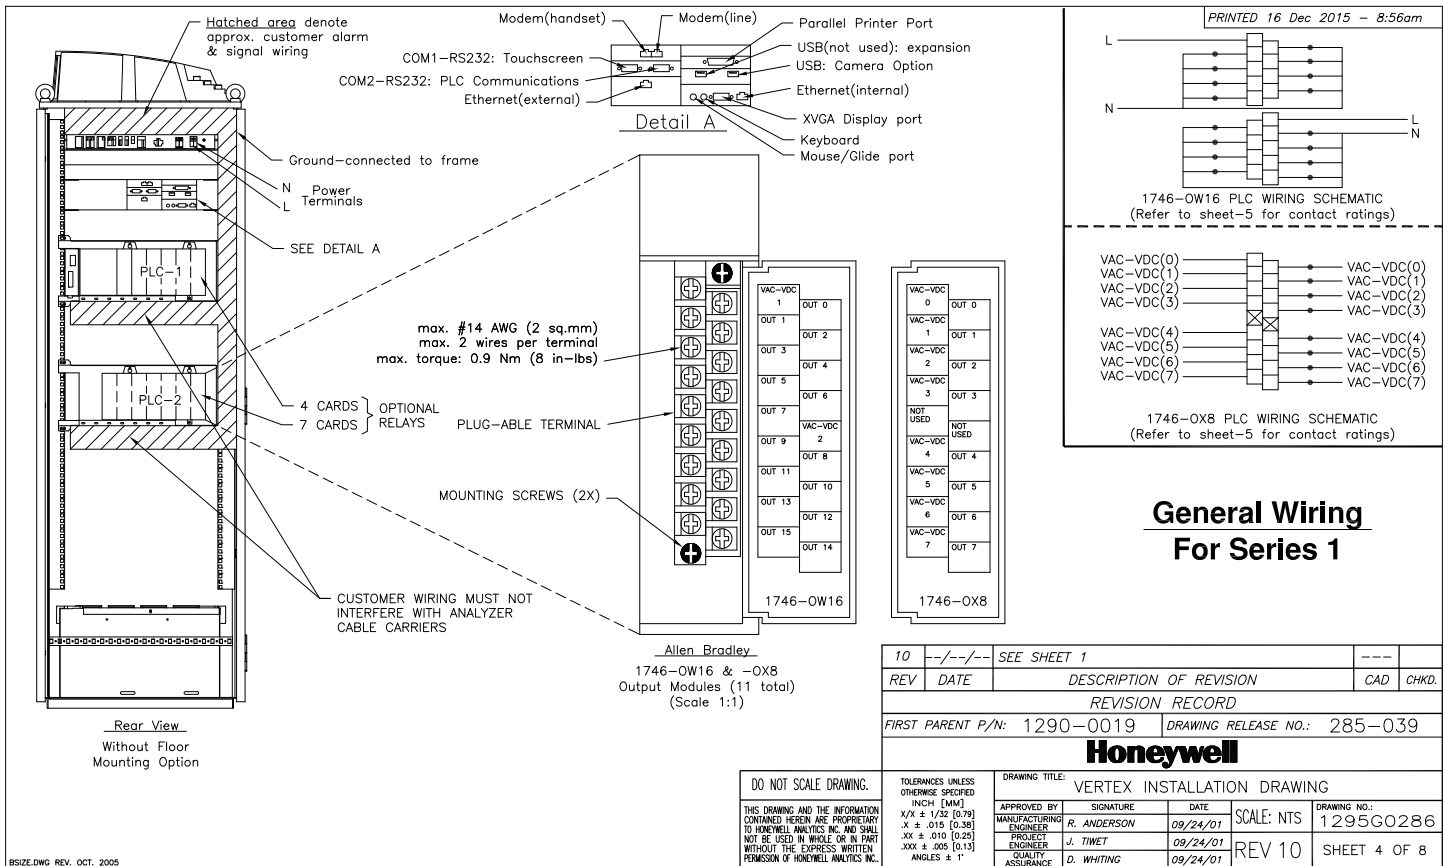 PRINTED 16 Dec 2015 - 8:56am
Hatched area denote
approx. customer alarm
& signal wiring
Modem(handset)
Modem(line)
COM1-RS232: Touchscreen
COM2-RS232: PLC Communications
Ethernet(external)
Parallel Printer Port
USB(not used): expansion
USB: Camera Option
Ethernet(internal)
XVGA Display port
Keyboard
Mouse/Glide port
Detail A
Ground-connected to frame
N
L
Power
Terminals
SEE DETAIL A
PLC-1
PLC-2
4 CARDS
7 CARDS
OPTIONAL
RELAYS
CUSTOMER WIRING MUST NOT
INTERFERE WITH ANALYZER
CABLE CARRIERS
Rear View
Without Floor
Mounting Option
max. #14 AWG (2 sq.mm)
max. 2 wires per terminal
max. torque: 0.9 Nm (8 in-lbs)
PLUG-ABLE TERMINAL
MOUNTING SCREWS (2X)
VAC-VDC
1
OUT 0
OUT 1
OUT 2
OUT 3
OUT 4
OUT 5
OUT 6
OUT 7
VAC-VDC
2
OUT 9
OUT 8
OUT 11
OUT 10
OUT 13
OUT 12
OUT 15
OUT 14
1746-OW16
VAC-VDC
0
OUT 0
VAC-VDC
1
OUT 1
VAC-VDC
2
OUT 2
VAC-VDC
3
OUT 3
NOT
USED
NOT
USED
VAC-VDC
4
OUT 4
VAC-VDC
5
OUT 5
VAC-VDC
6
OUT 6
VAC-VDC
7
OUT 7
1746-OX8
Allen Bradley
1746-OW16 & -OX8
Output Modules (11 total)
(Scale 1:1)
L
N
L
N
1746-OW16 PLC WIRING SCHEMATIC
(Refer to sheet-5 for contact ratings)
VAC-VDC(0)
VAC-VDC(1)
VAC-VDC(2)
VAC-VDC(3)
VAC-VDC(4)
VAC-VDC(5)
VAC-VDC(6)
VAC-VDC(7)
VAC-VDC(0)
VAC-VDC(1)
VAC-VDC(2)
VAC-VDC(3)
VAC-VDC(4)
VAC-VDC(5)
VAC-VDC(6)
VAC-VDC(7)
1746-OX8 PLC WIRING SCHEMATIC
(Refer to sheet-5 for contact ratings)
General Wiring
For Series 1
10 --/--/-- SEE SHEET 1 ---
REV DATE DESCRIPTION OF REVISION CAD CHKD.
REVISION RECORD
FIRST PARENT P/N: 1290-0019 DRAWING RELEASE NO.: 285-039
Honeywell
DO NOT SCALE DRAWING.
THIS DRAWING AND THE INFORMATION
CONTAINED HEREIN ARE PROPRIETARY
TO HONEYWELL ANALYTICS INC. AND SHALL
NOT BE USED IN WHOLE OR IN PART
WITHOUT THE EXPRESS WRITTEN
PERMISSION OF HONEYWELL ANALYTICS INC..
TOLERANCES UNLESS
OTHERWISE SPECIFIED
INCH [MM]
X/X ± 1/32 [0.79]
.X ± .015 [0.38]
.XX ± .010 [0.25]
.XXX ± .005 [0.13]
ANGLES ± 1°
DRAWING TITLE:
VERTEX INSTALLATION DRAWING
APPROVED BY SIGNATURE DATE
MANUFACTURING
ENGINEER R. ANDERSON 09/24/01
PROJECT
ENGINEER J. TIWET 09/24/01
QUALITY
ASSURANCE D. WHITING 09/24/01
SCALE: NTS
DRAWING NO.:
1295G0286
REV 10
SHEET 4 OF 8
BSIZE.DWG REV. OCT. 2005